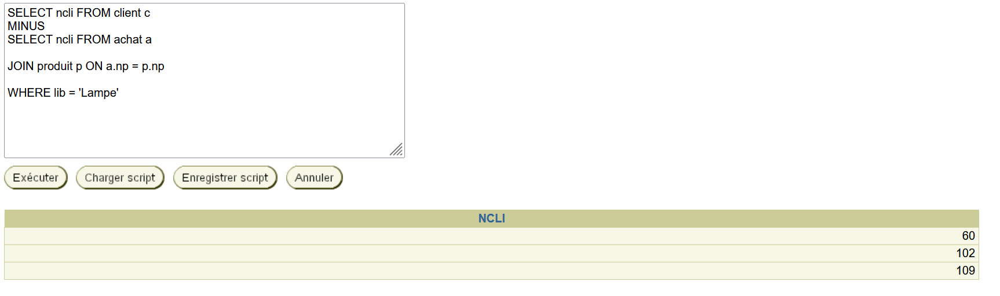 SELECT ncli FROM client c
MINUS
SELECT ncli FROM achat a
JOIN produit p ON a.np = p.np
WHERE lib = 'Lampe'
Exécuter Charger script Enregistrer script Annuler
NCLI
60
102
109